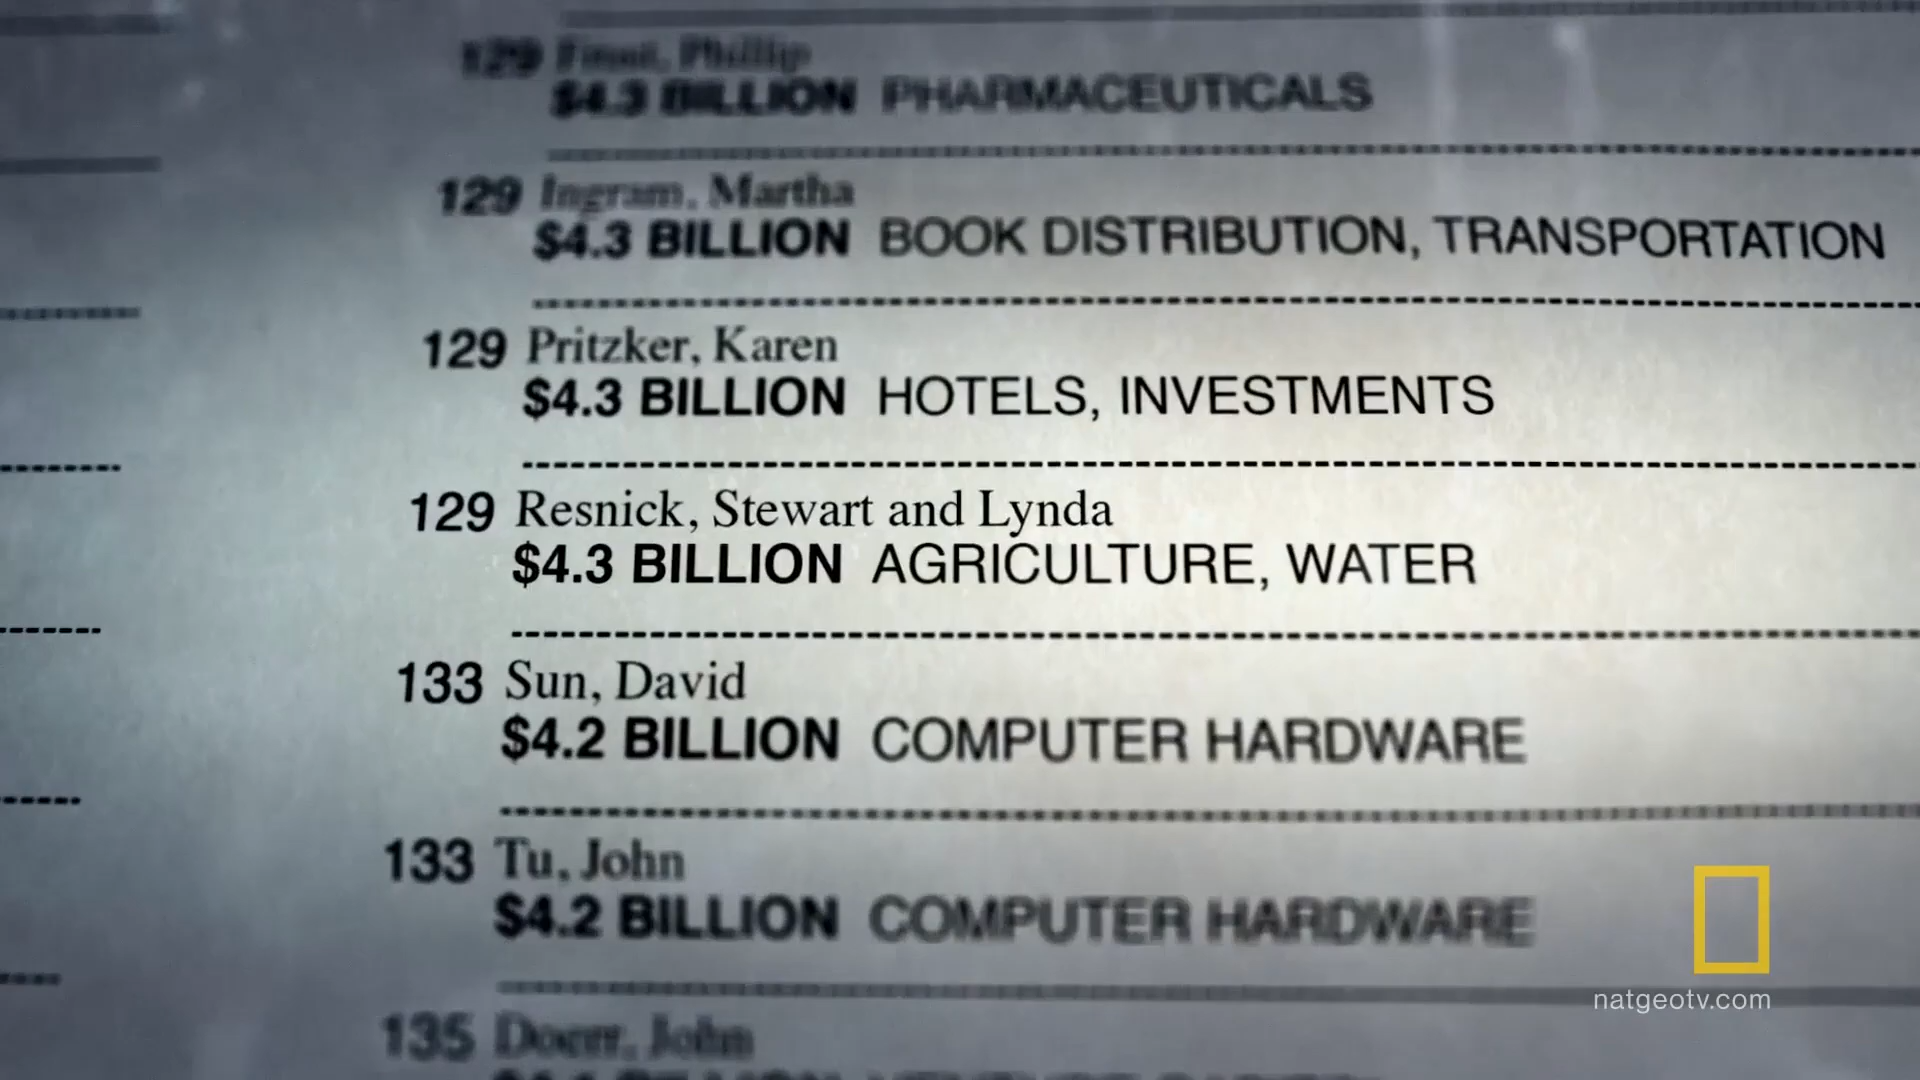 129 Frost, Phillip
$4.3 BILLION PHARMACEUTICALS
129 Ingram, Martha
$4.3 BILLION BOOK DISTRIBUTION, TRANSPORTATION
129 Pritzker, Karen
$4.3 BILLION HOTELS, INVESTMENTS
129 Resnick, Stewart and Lynda
$4.3 BILLION AGRICULTURE, WATER
133 Sun, David
$4.2 BILLION COMPUTER HARDWARE
133 Tu, John
$4.2 BILLION COMPUTER HARDWARE
135 Doerr, John
BILLION
natgeotv.com